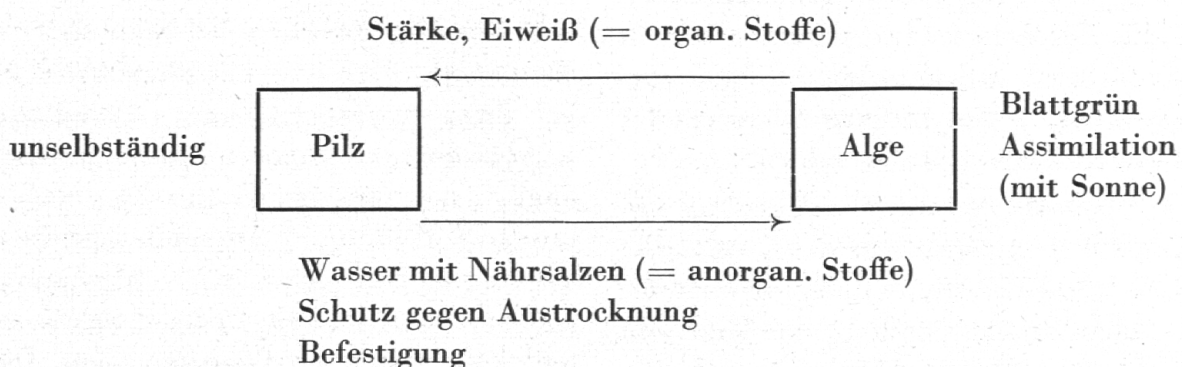 Stärke, Eiweiß (= organ. Stoffe)
unselbständig
Pilz
Alge
Blattgrün
Assimilation
(mit Sonne)
Wasser mit Nährsalzen (= anorgan. Stoffe)
Schutz gegen Austrocknung
Befestigung